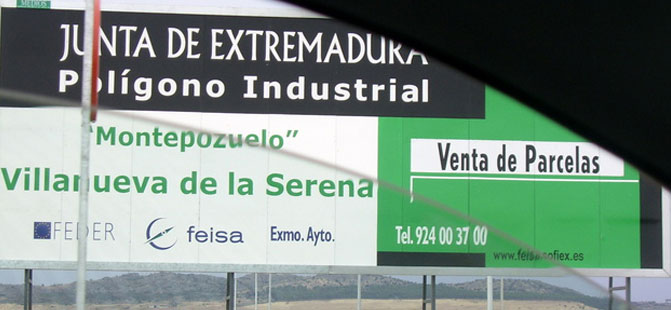 MEDIOS
JUNTA DE EXTREMADURA
Polígono Industrial
"Montepozuelo"
Villanueva de la Serena
Venta de Parcelas
FEDER feisa Exmo. Ayto.
Tel. 924 00 37 00